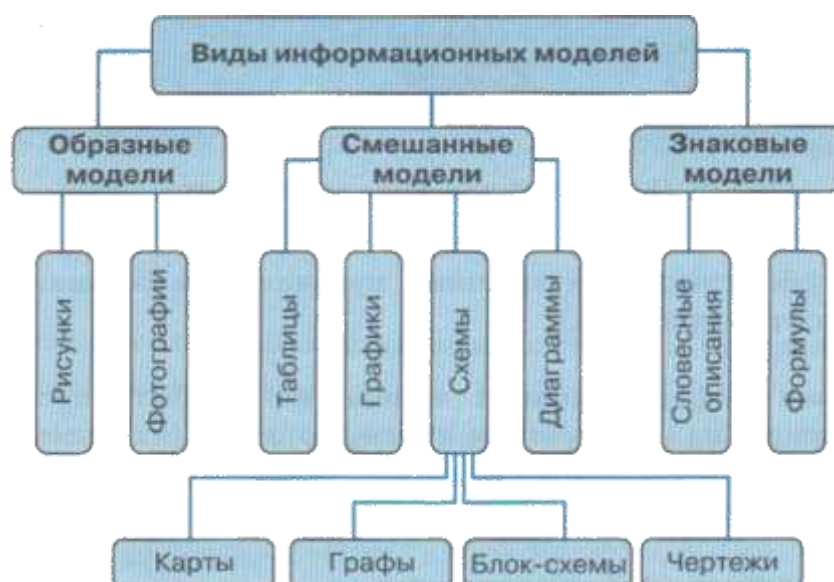 Виды информационных моделей
Образные
модели
Смешанные
модели
Знаковые
модели
Рисунки
Фотографии
Таблицы
Графики
Схемы
Диаграммы
Словесные
описания
Формулы
Карты
Графы
Блок-схемы
Чертежи